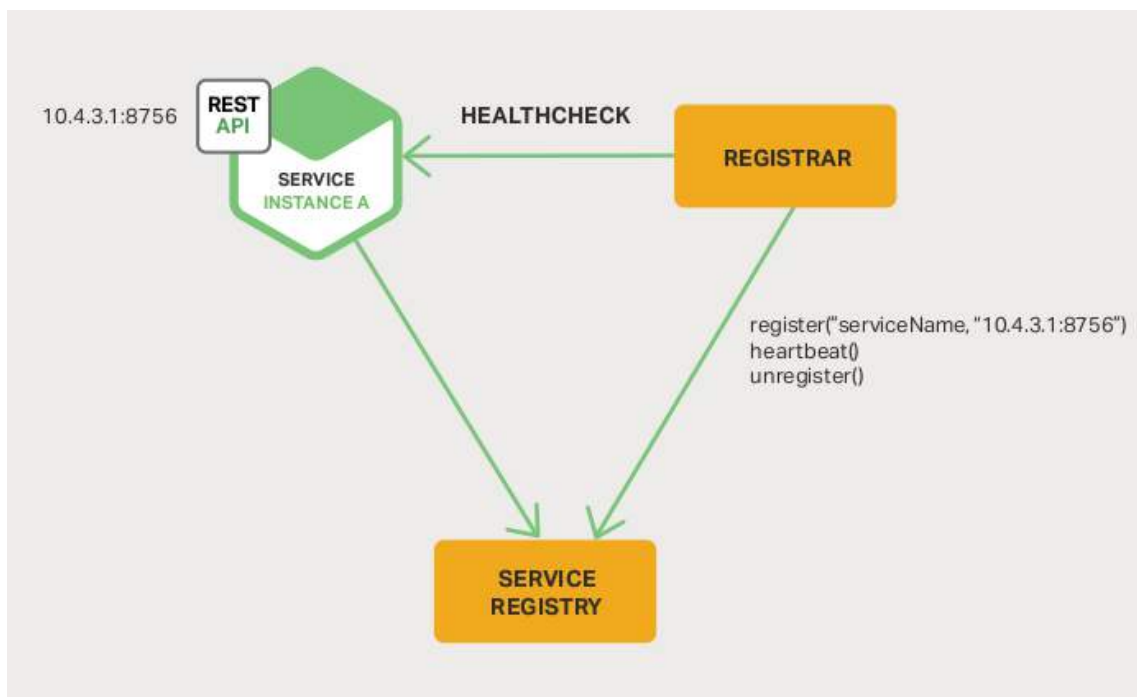 10.4.3.1:8756
REST
API
SERVICE
INSTANCE A
HEALTHCHECK
REGISTRAR
register("serviceName, "10.4.3.1:8756")
heartbeat()
unregister()
SERVICE
REGISTRY